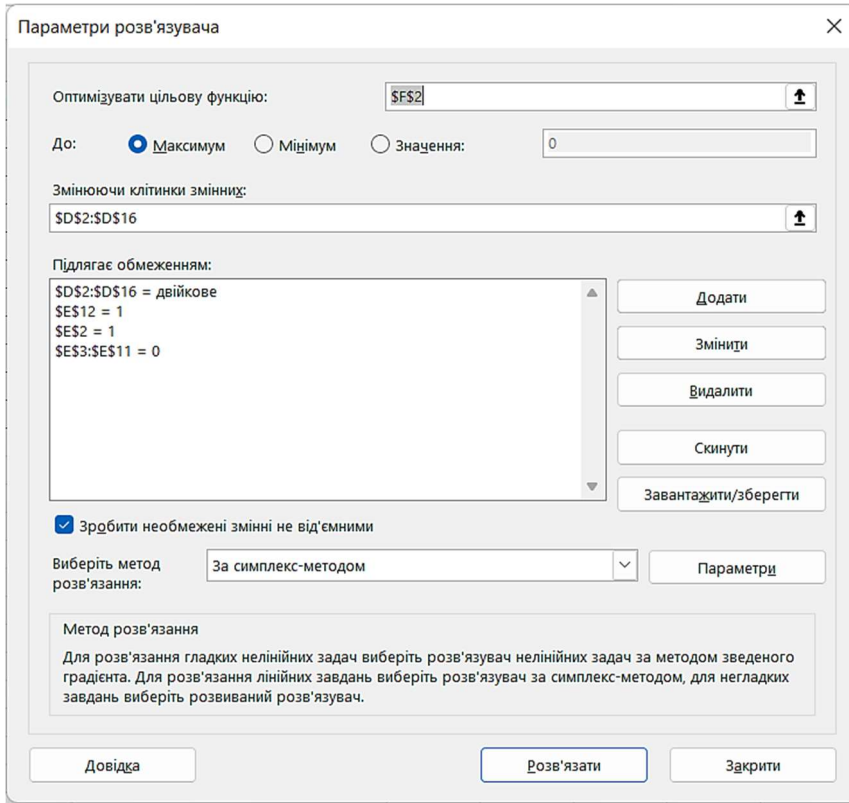 Параметри розв'язувача
Оптимізувати цільову функцію:
$F$2
До:
Максимум
Мінімум
Значення:
0
Змінюючи клітинки змінних:
$D$2:$D$16
Підлягає обмеженням:
$D$2:$D$16 = двійкове
$E$12 = 1
$E$2 = 1
$E$3:$E$11 = 0
Додати
Змінити
Видалити
Скинути
Завантажити/зберегти
Зробити необмежені змінні не від'ємними
Виберіть метод
розв'язання:
За симплекс-методом
Параметри
Метод розв'язання
Для розв'язання гладких нелінійних задач виберіть розв'язувач нелінійних задач за методом зведеного
градієнта. Для розв'язання лінійних завдань виберіть розв'язувач за симплекс-методом, для негладких
завдань виберіть розвиваний розв'язувач.
Довідка
Розв'язати
Закрити